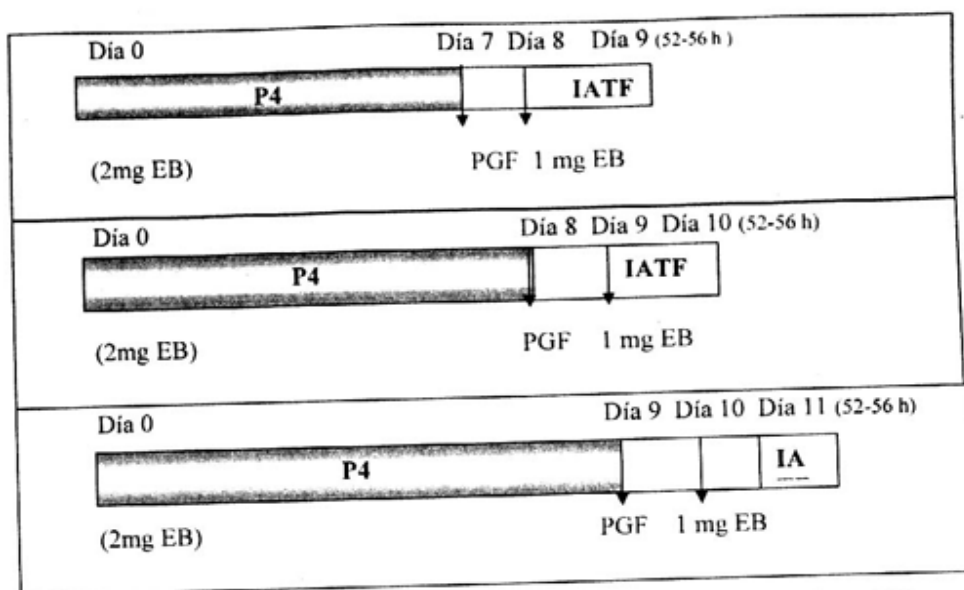 Día 0 Día 7 Día 8 Día 9 (52-56 h )
P4 IATF
(2mg EB) PGF 1 mg EB
Día 0 Día 8 Día 9 Día 10 (52-56 h)
P4 IATF
(2mg EB) PGF 1 mg EB
Día 0 Día 9 Día 10 Día 11 (52-56 h)
P4 IA
(2mg EB) PGF 1 mg EB